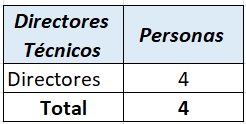 Directores Técnicos Personas
Directores 4
Total 4